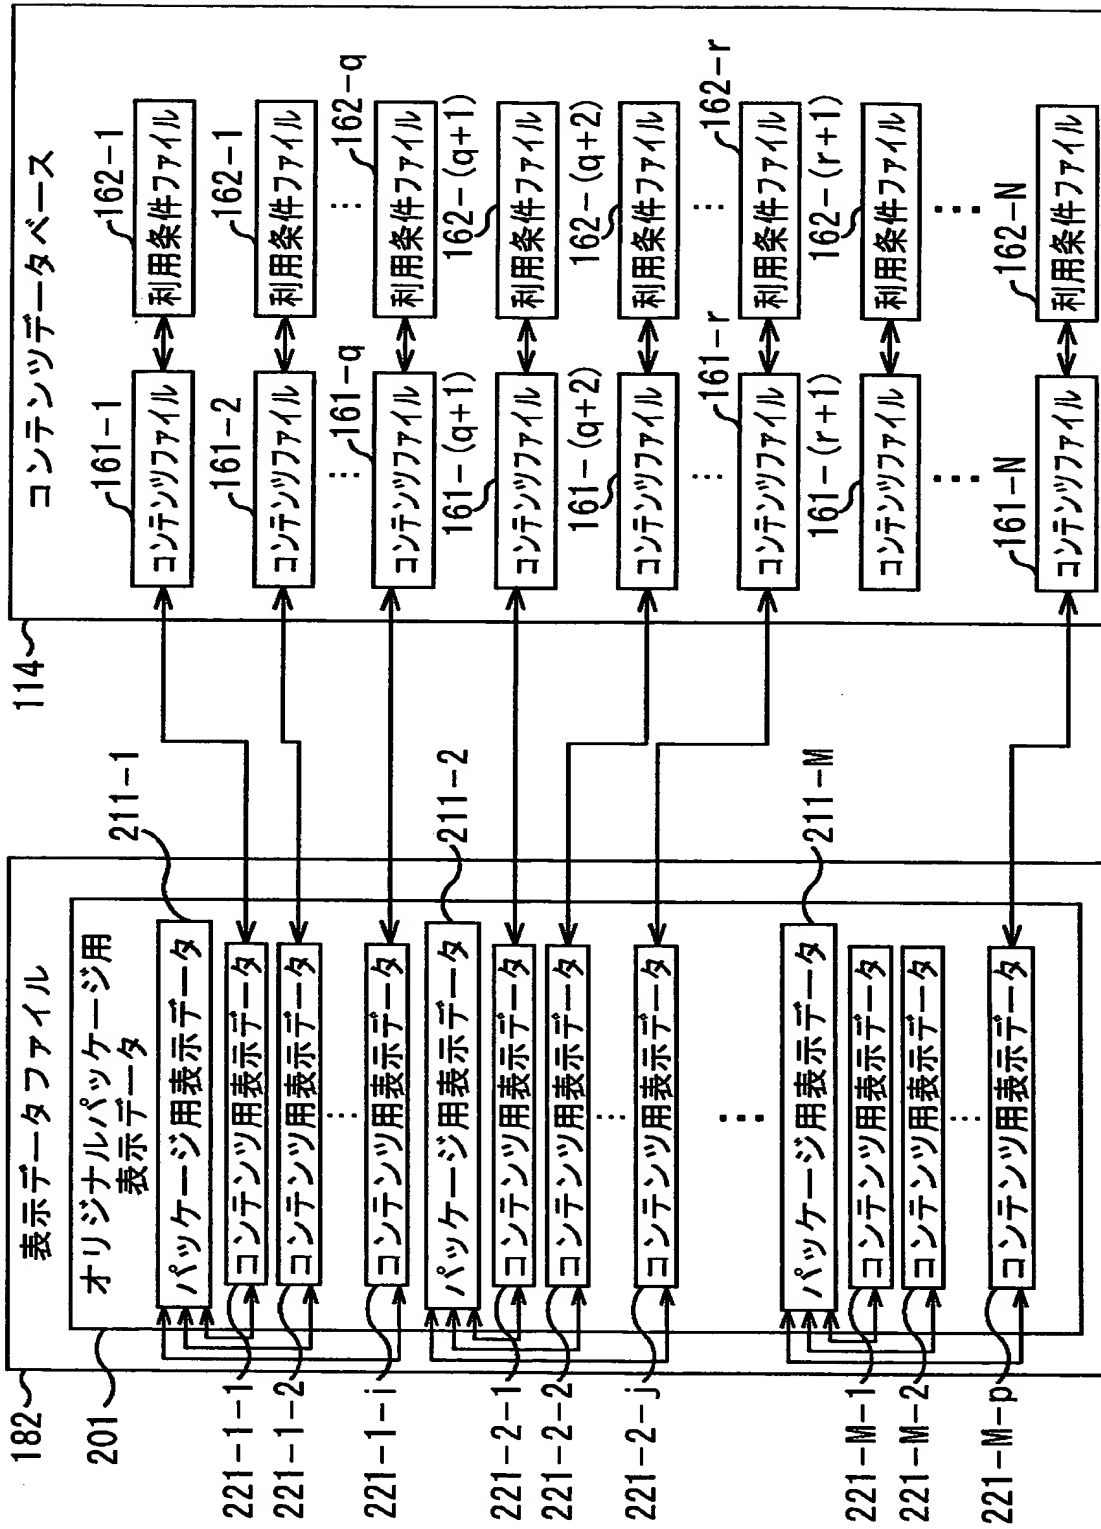 182
表示データファイル
201
オリジナルパッケージ用
表示データ
パッケージ用表示データ
211-1
221-1-1
コンテンツ用表示データ
221-1-2
コンテンツ用表示データ
⋮
221-1-i
コンテンツ用表示データ
パッケージ用表示データ
211-2
221-2-1
コンテンツ用表示データ
221-2-2
コンテンツ用表示データ
⋮
221-2-j
コンテンツ用表示データ
⋮
パッケージ用表示データ
211-M
221-M-1
コンテンツ用表示データ
221-M-2
コンテンツ用表示データ
⋮
221-M-p
コンテンツ用表示データ
114
コンテンツデータベース
161-1
コンテンツファイル
162-1
利用条件ファイル
161-2
コンテンツファイル
162-1
利用条件ファイル
⋮
⋮
161-q
コンテンツファイル
162-q
利用条件ファイル
161-(q+1)
コンテンツファイル
162-(q+1)
利用条件ファイル
161-(q+2)
コンテンツファイル
162-(q+2)
利用条件ファイル
⋮
⋮
161-r
コンテンツファイル
162-r
利用条件ファイル
161-(r+1)
コンテンツファイル
162-(r+1)
利用条件ファイル
⋮
⋮
161-N
コンテンツファイル
162-N
利用条件ファイル